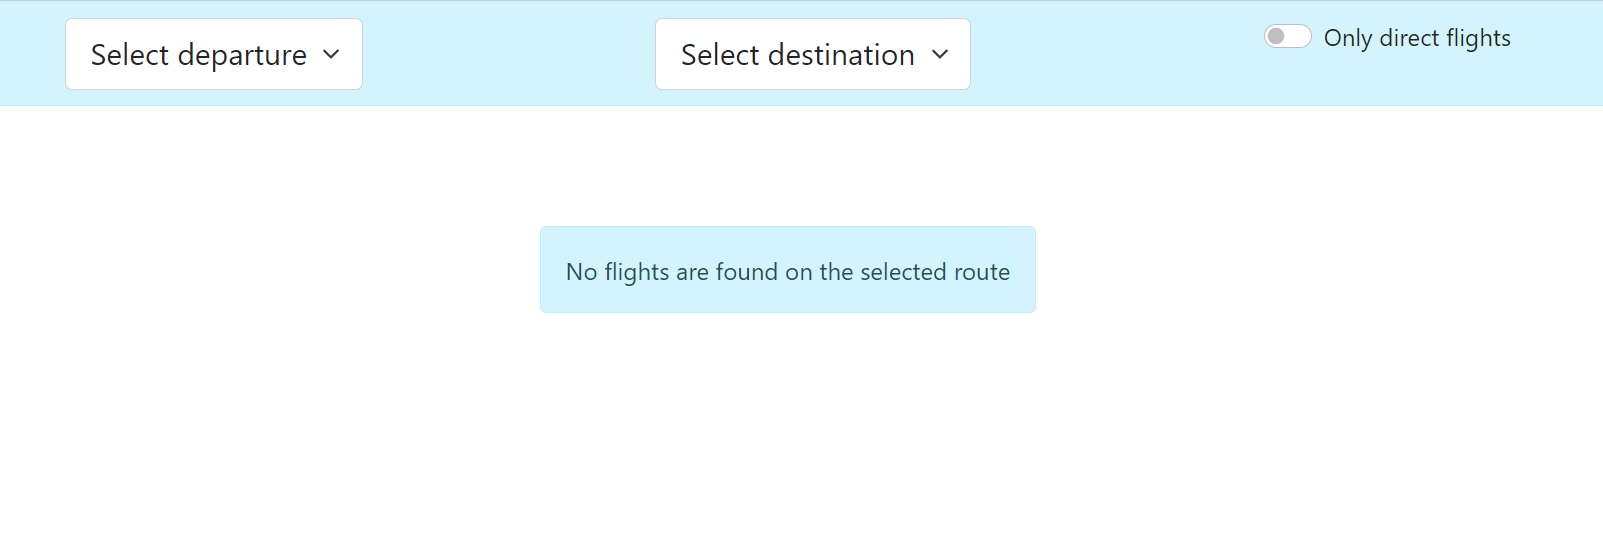 Select departure
Select destination
Only direct flights
No flights are found on the selected route